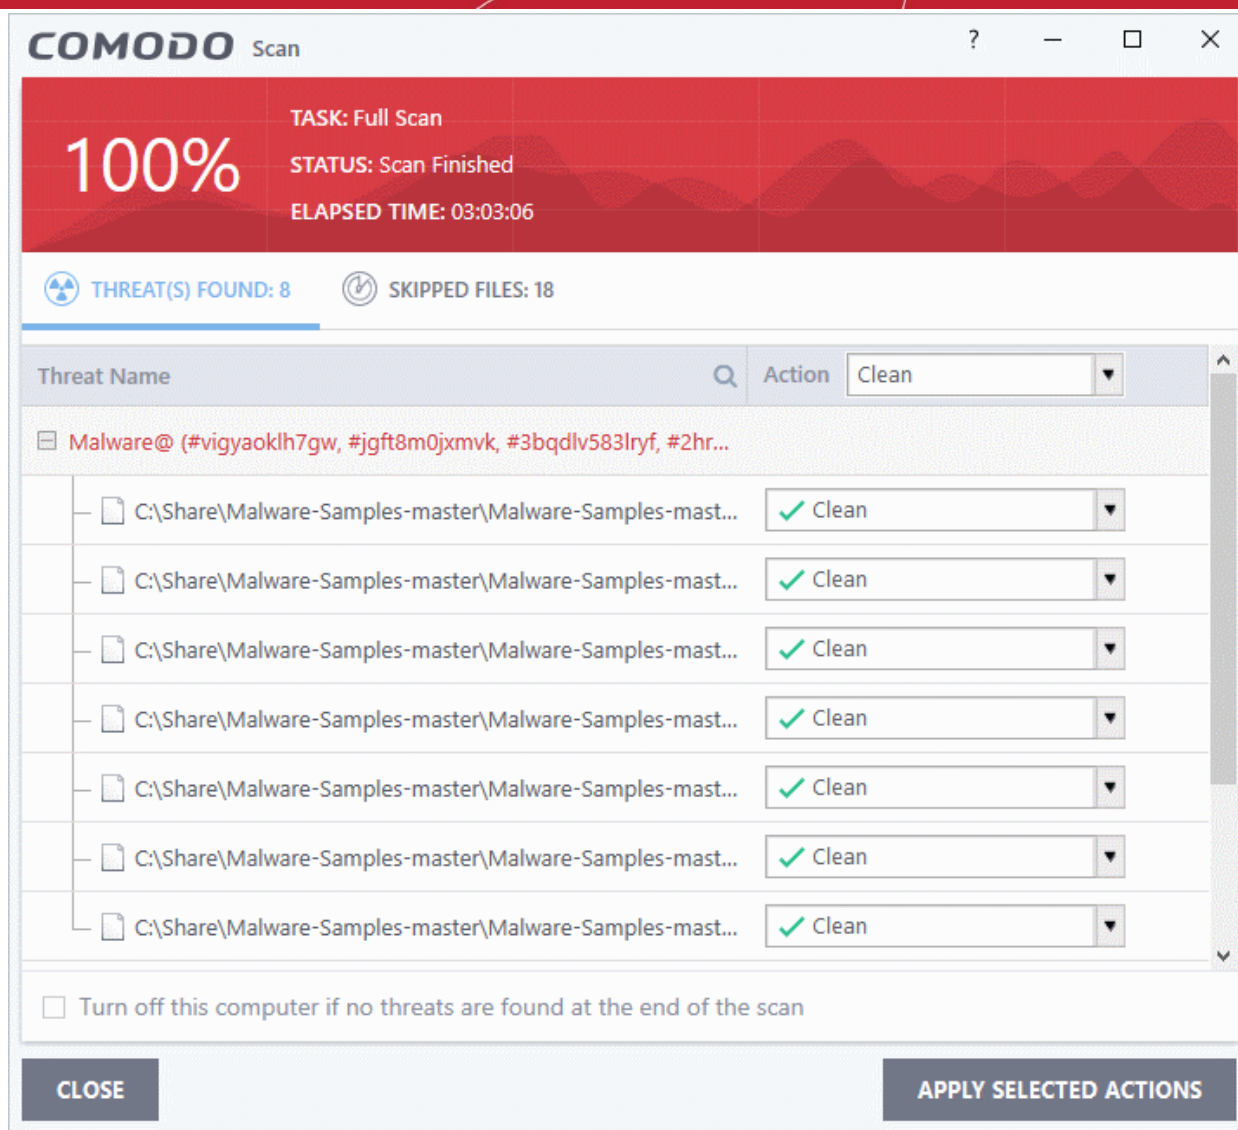 COMODO Scan ?
100%
TASK: Full Scan
STATUS: Scan Finished
ELAPSED TIME: 03:03:06
THREAT(S) FOUND: 8 SKIPPED FILES: 18
Threat Name Action Clean
Malware@ (#vigyaoklh7gw, #jgft8m0jxmvk, #3bqdlv583lryf, #2hr...
C:\Share\Malware-Samples-master\Malware-Samples-mast... Clean
C:\Share\Malware-Samples-master\Malware-Samples-mast... Clean
C:\Share\Malware-Samples-master\Malware-Samples-mast... Clean
C:\Share\Malware-Samples-master\Malware-Samples-mast... Clean
C:\Share\Malware-Samples-master\Malware-Samples-mast... Clean
C:\Share\Malware-Samples-master\Malware-Samples-mast... Clean
C:\Share\Malware-Samples-master\Malware-Samples-mast... Clean
Turn off this computer if no threats are found at the end of the scan
CLOSE APPLY SELECTED ACTIONS